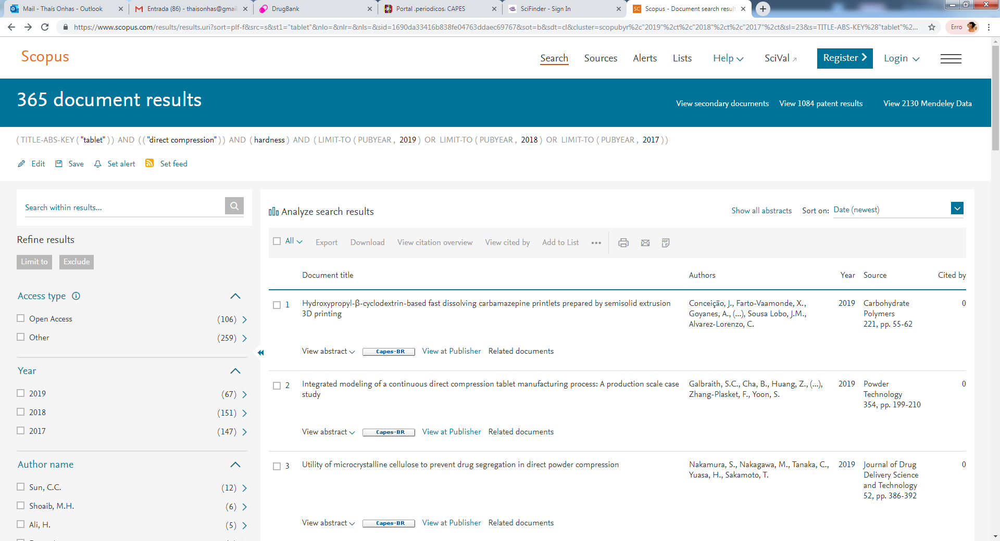 Mail - Thaís Onhas - Outlook
Entrada (86) - thaisonhas@gmail.
DrugBank
Portal .periodicos. CAPES
SciFinder - Sign In
SC Scopus - Document search result
https://www.scopus.com/results/results.uri?sort=plf-f&src=s&st1="tablet"&nlo=&nlr=&nls=&sid=1690da33416b838fe04763ddaec69767&sot=b&sdt=cl&cluster=scopubyr%2c"2019"%2ct%2c"2018"%2ct%2c"2017"%2ct&sl=23&s=TITLE-ABS-KEY%28"tablet"%2...
Erro
Scopus
Search Sources Alerts Lists Help SciVal Register Login
365 document results
View secondary documents View 1084 patent results View 2130 Mendeley Data
( TITLE-ABS-KEY ( "tablet" ) ) AND ( ( "direct compression" ) ) AND ( hardness ) AND ( LIMIT-TO ( PUBYEAR , 2019 ) OR LIMIT-TO ( PUBYEAR , 2018 ) OR LIMIT-TO ( PUBYEAR , 2017 ) )
Edit Save Set alert Set feed
Search within results...
Refine results
Limit to Exclude
Access type
Open Access (106)
Other (259)
Year
2019 (67)
2018 (151)
2017 (147)
Author name
Sun, C.C. (12)
Shoaib, M.H. (6)
Ali, H. (5)
Analyze search results
Show all abstracts Sort on: Date (newest)
All Export Download View citation overview View cited by Add to List ••• PDF
Document title Authors Year Source Cited by
1 Hydroxypropyl-β-cyclodextrin-based fast dissolving carbamazepine printlets prepared by semisolid extrusion
3D printing
Conceição, J., Farto-Vaamonde, X.,
Goyanes, A., (...), Sousa Lobo, J.M.,
Alvarez-Lorenzo, C.
2019
Carbohydrate
Polymers
221, pp. 55-62
0
View abstract Capes-BR View at Publisher Related documents
2 Integrated modeling of a continuous direct compression tablet manufacturing process: A production scale case
study
Galbraith, S.C., Cha, B., Huang, Z., (...),
Zhang-Plasket, F., Yoon, S.
2019
Powder
Technology
354, pp. 199-210
0
View abstract Capes-BR View at Publisher Related documents
3 Utility of microcrystalline cellulose to prevent drug segregation in direct powder compression
Nakamura, S., Nakagawa, M., Tanaka, C.,
Yuasa, H., Sakamoto, T.
2019
Journal of Drug
Delivery Science
and Technology
52, pp. 386-392
0
View abstract Capes-BR View at Publisher Related documents